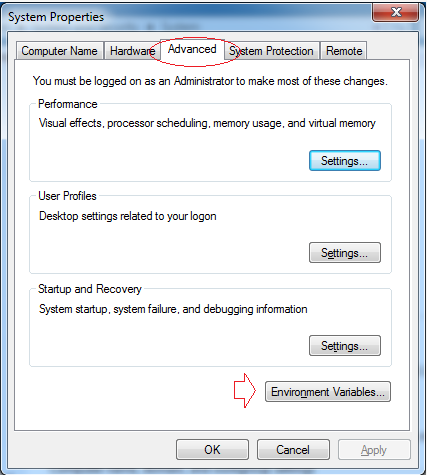 System Properties
Computer Name Hardware Advanced System Protection Remote
You must be logged on as an Administrator to make most of these changes.
Performance
Visual effects, processor scheduling, memory usage, and virtual memory
Settings...
User Profiles
Desktop settings related to your logon
Settings...
Startup and Recovery
System startup, system failure, and debugging information
Settings...
Environment Variables...
OK Cancel Apply